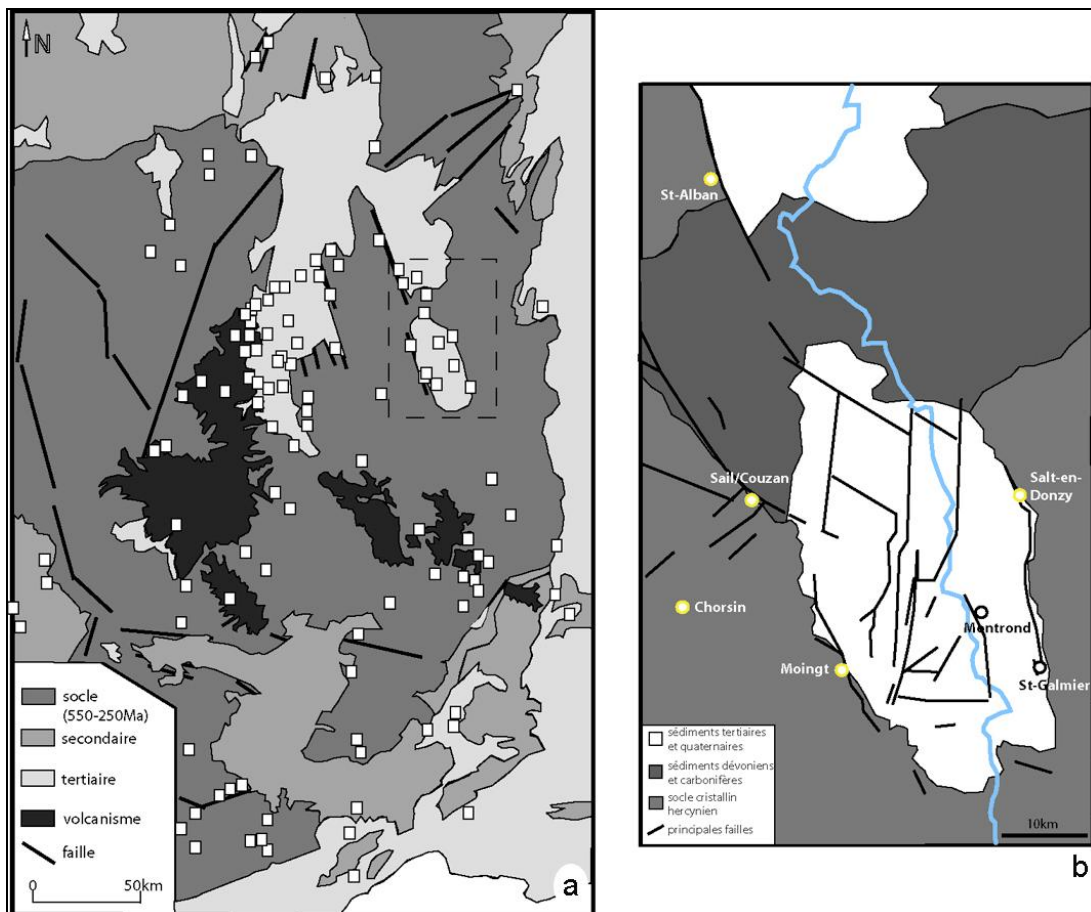 N
socle
(550-250Ma)
secondaire
tertiaire
volcanisme
faille
0 50km
a
St-Alban
Sail/Couzan
Salt-en-
Donzy
Chorsin
Montrond
Moingt
St-Galmier
sédiments tertiaires
et quaternaires
sédiments dévoniens
et carbonifères
socle cristallin
hercynien
principales failles
10km
b